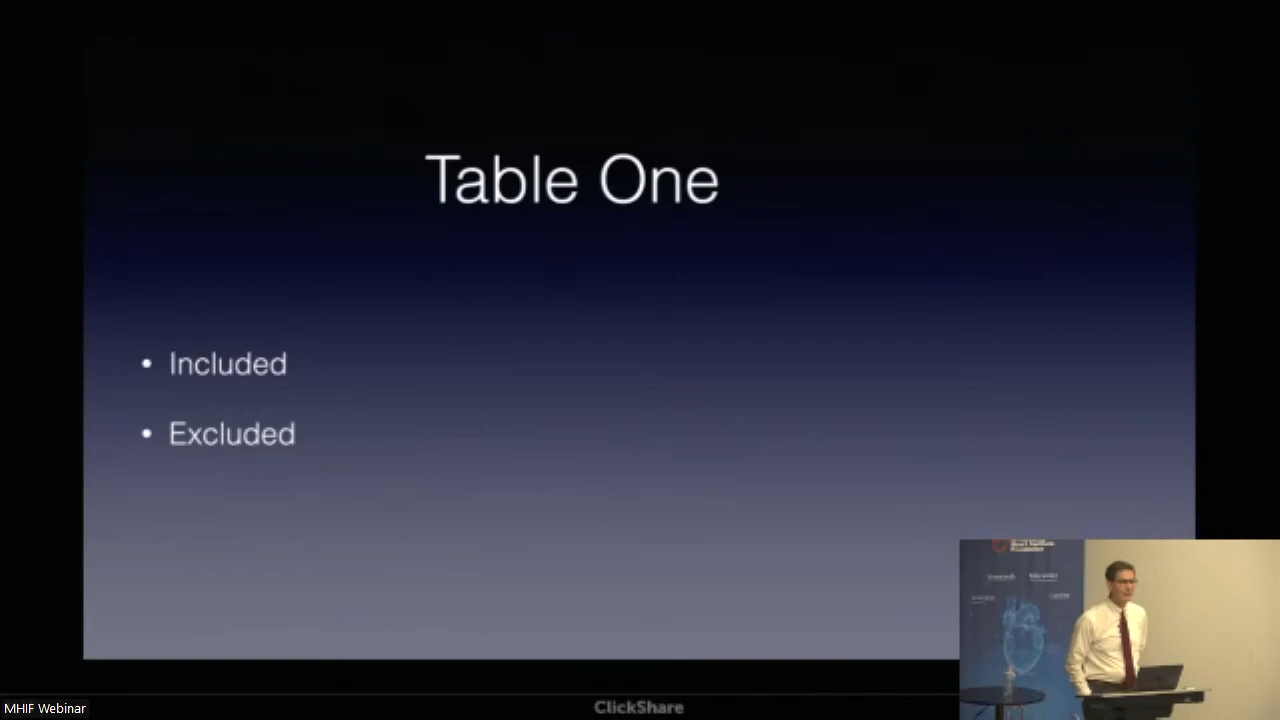 Table One
• Included
• Excluded
MHIF Webinar
ClickShare